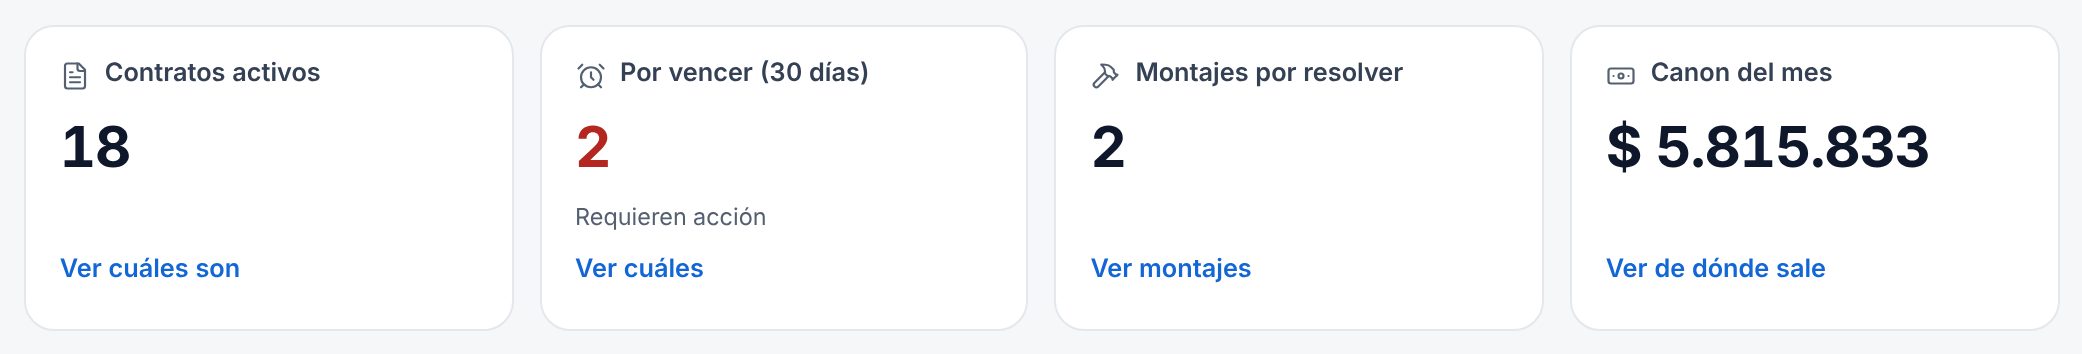 Contratos activos
18
Ver cuáles son
Por vencer (30 días)
2
Requieren acción
Ver cuáles
Montajes por resolver
2
Ver montajes
Canon del mes
$ 5.815.833
Ver de dónde sale